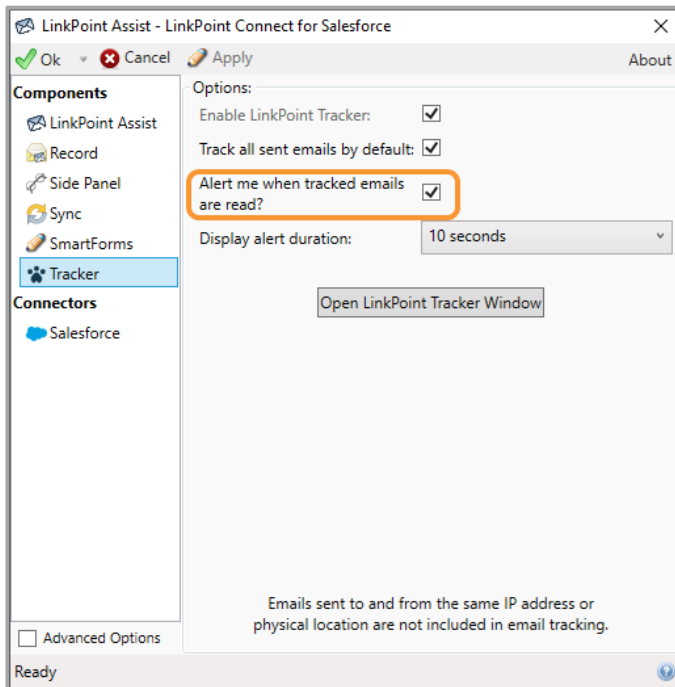 LinkPoint Assist - LinkPoint Connect for Salesforce
Ok Cancel Apply About
Components
LinkPoint Assist
Record
Side Panel
Sync
SmartForms
Tracker
Connectors
Salesforce
Advanced Options
Options:
Enable LinkPoint Tracker:
Track all sent emails by default:
Alert me when tracked emails
are read?
Display alert duration: 10 seconds
Open LinkPoint Tracker Window
Emails sent to and from the same IP address or
physical location are not included in email tracking.
Ready